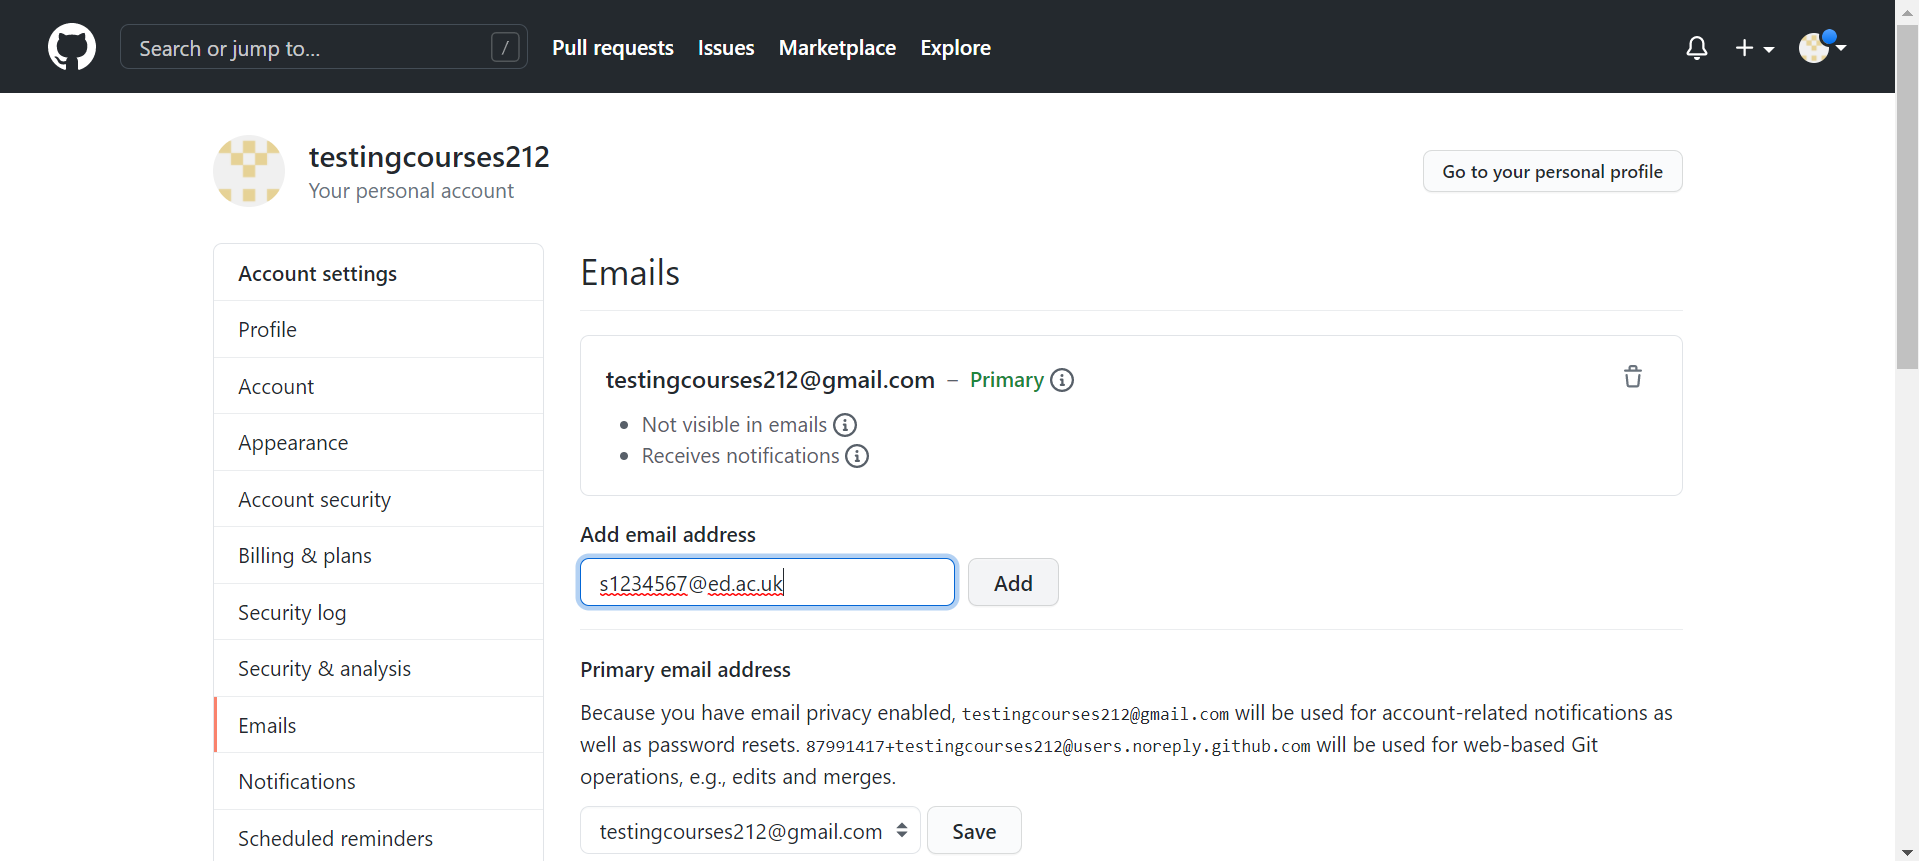 Search or jump to...
/
Pull requests
Issues
Marketplace
Explore
testingcourses212
Your personal account
Go to your personal profile
Account settings
Profile
Account
Appearance
Account security
Billing & plans
Security log
Security & analysis
Emails
Notifications
Scheduled reminders
Emails
testingcourses212@gmail.com – Primary
Not visible in emails
Receives notifications
Add email address
s1234567@ed.ac.uk
Add
Primary email address
Because you have email privacy enabled, testingcourses212@gmail.com will be used for account-related notifications as
well as password resets. 87991417+testingcourses212@users.noreply.github.com will be used for web-based Git
operations, e.g., edits and merges.
testingcourses212@gmail.com
Save